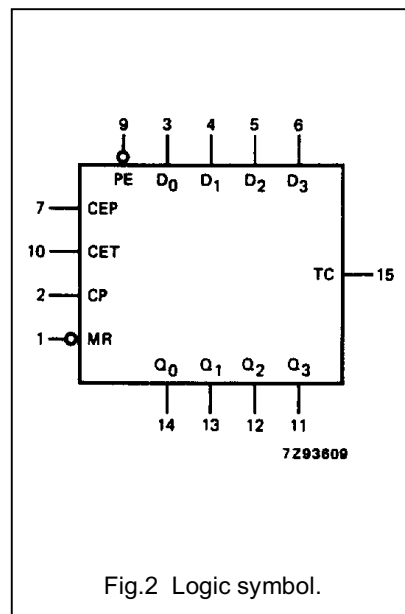 9 3 4 5 6
PE D0 D1 D2 D3
7 CEP
10 CET
TC 15
2 CP
1 MR
Q0 Q1 Q2 Q3
14 13 12 11
7Z93609
Fig.2 Logic symbol.